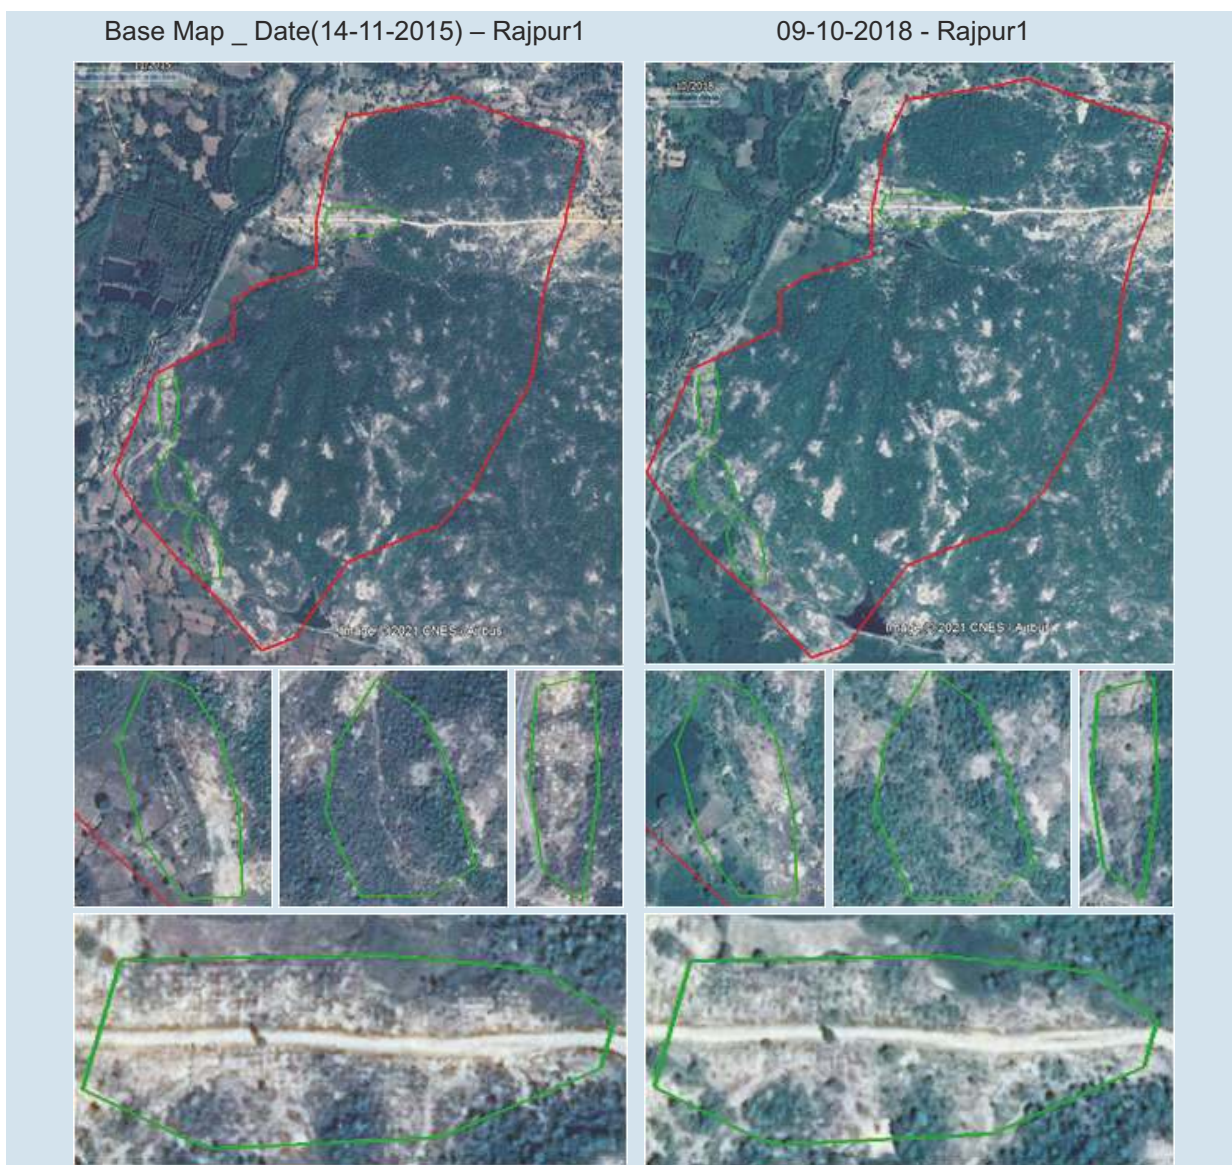 Base Map _ Date(14-11-2015) – Rajpur1
09-10-2018 - Rajpur1
Image © 2021 CNES / Airbus
Image © 2021 CNES / Airbus